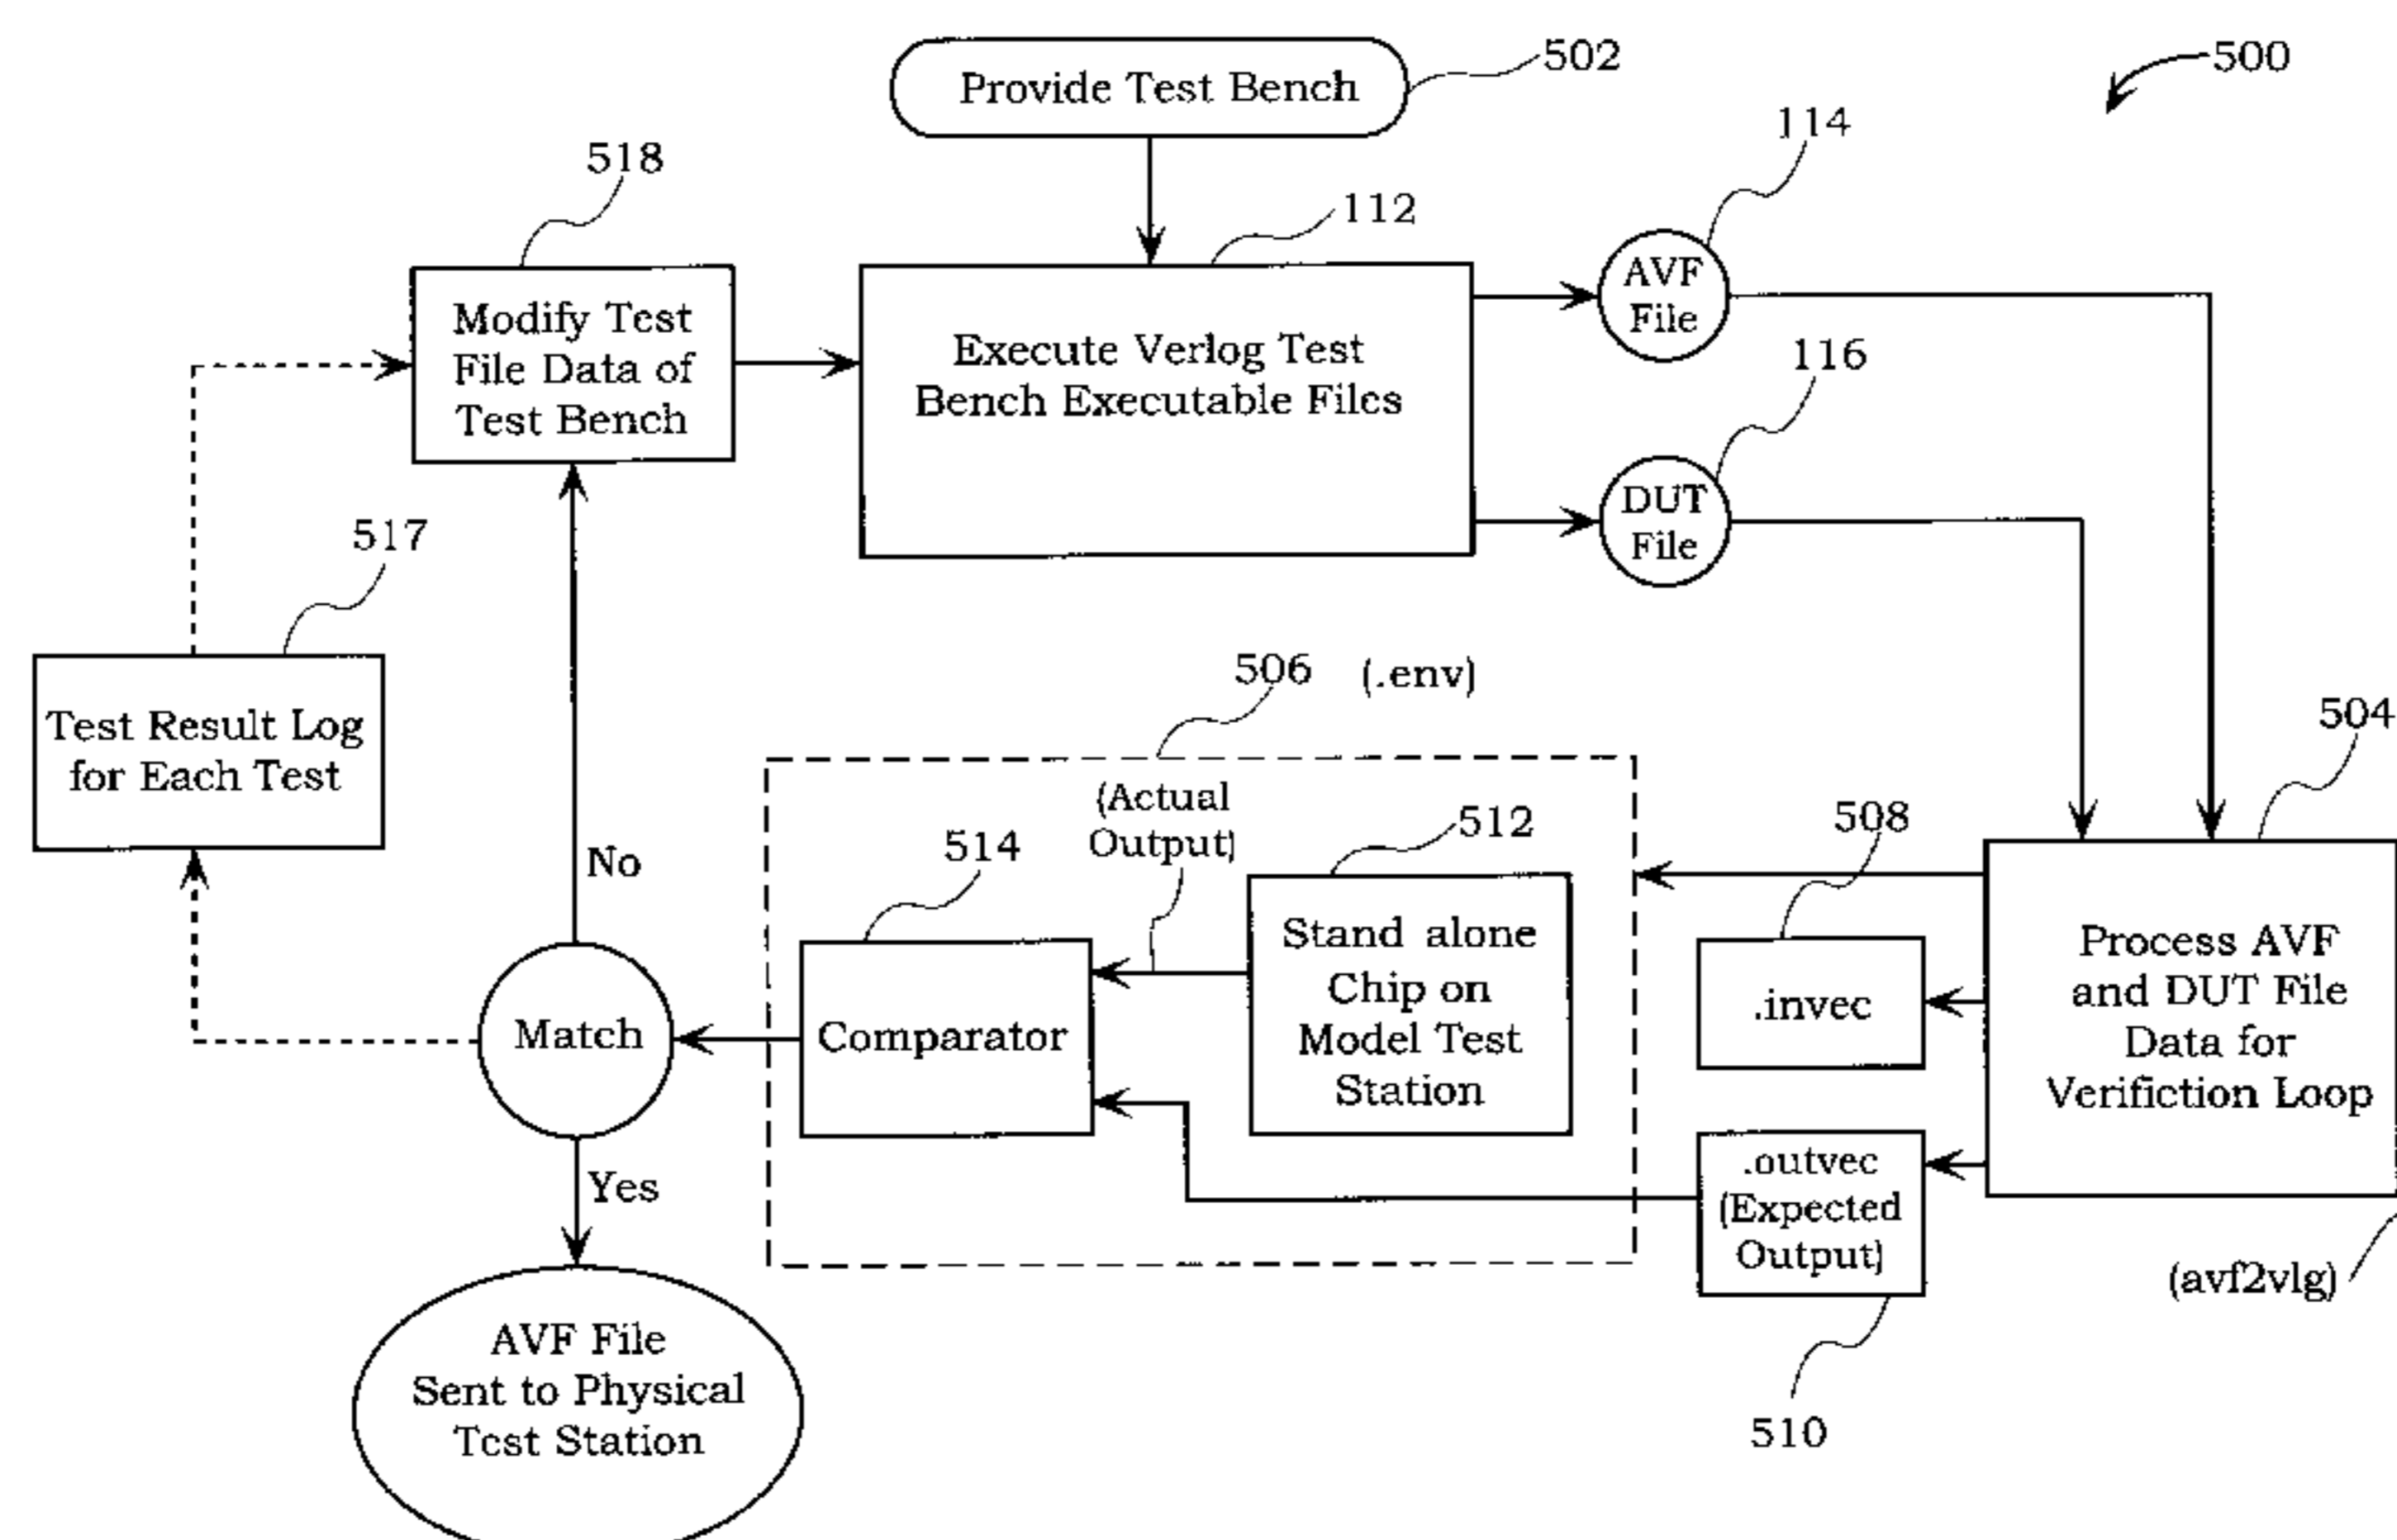 Provide Test Bench
502
500
114
518
112
Modify Test
File Data of
Test Bench
Execute Verlog Test
Bench Executable Files
AVF
File
116
DUT
File
517
Test Result Log
for Each Test
506
(.env)
504
(Actual
Output)
512
508
514
No
Stand alone
Chip on
Model Test
Station
Comparator
Match
.invec
Process AVF
and DUT File
Data for
Verifiction Loop
.outvec
(Expected
Output)
Yes
(avf2vlg)
AVF File
Sent to Physical
Test Station
510